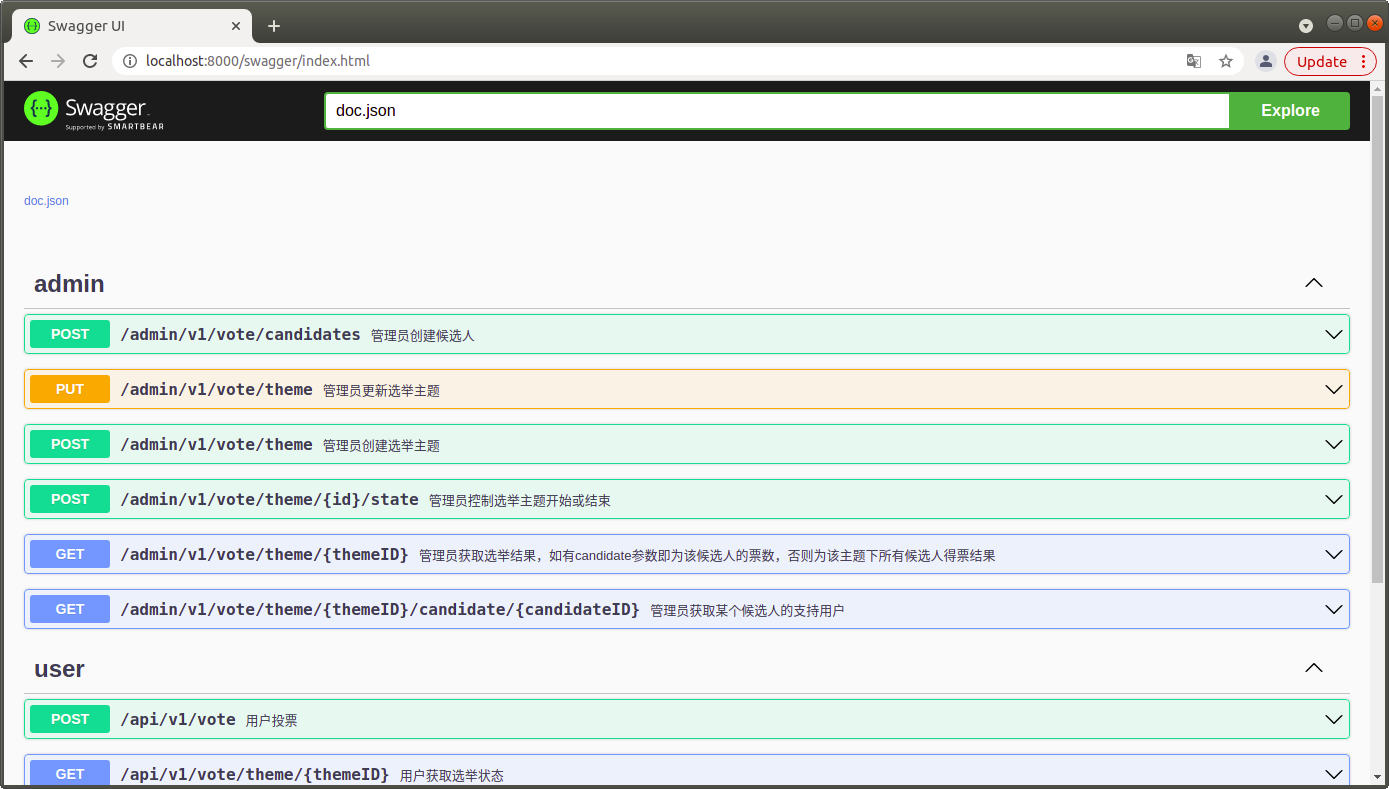 Swagger UI
localhost:8000/swagger/index.html
Update
Swagger
Supported by SMARTBEAR
doc.json
Explore
doc.json
admin
POST /admin/v1/vote/candidates 管理员创建候选人
PUT /admin/v1/vote/theme 管理员更新选举主题
POST /admin/v1/vote/theme 管理员创建选举主题
POST /admin/v1/vote/theme/{id}/state 管理员控制选举主题开始或结束
GET /admin/v1/vote/theme/{themeID} 管理员获取选举结果，如有candidate参数即为该候选人的票数，否则为该主题下所有候选人得票结果
GET /admin/v1/vote/theme/{themeID}/candidate/{candidateID} 管理员获取某个候选人的支持用户
user
POST /api/v1/vote 用户投票
GET /api/v1/vote/theme/{themeID} 用户获取选举状态